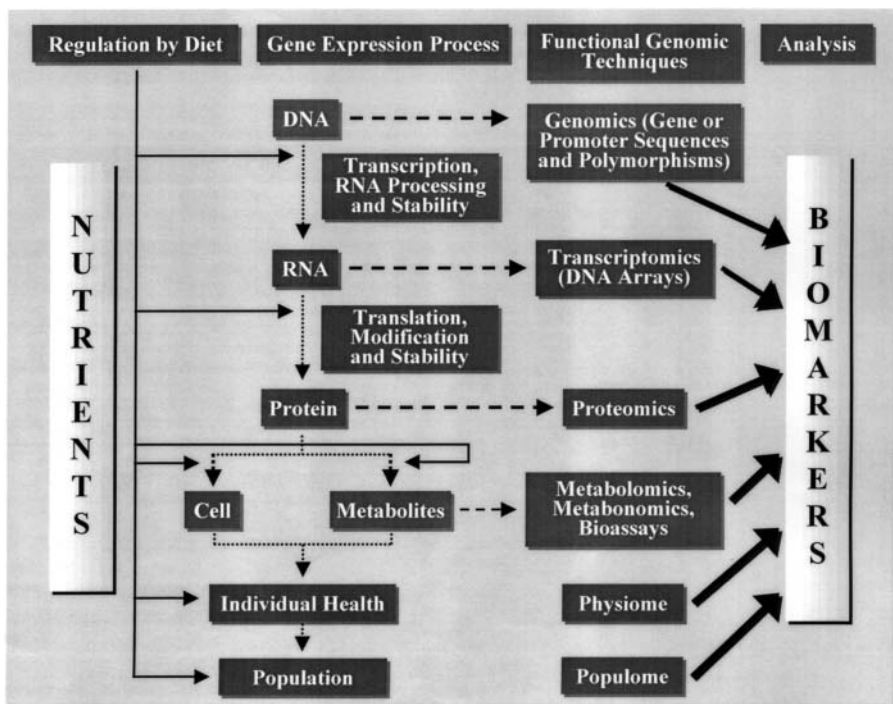 Regulation by Diet
Gene Expression Process
Functional Genomic
Techniques
Analysis
DNA
Genomics (Gene or
Promoter Sequences
and Polymorphisms)
Transcription,
RNA Processing
and Stability
NUTRIENTS
BIOMARKERS
RNA
Transcriptomics
(DNA Arrays)
Translation,
Modification
and Stability
Protein
Proteomics
Cell
Metabolites
Metabolomics,
Metabonomics,
Bioassays
Individual Health
Physiome
Population
Populome